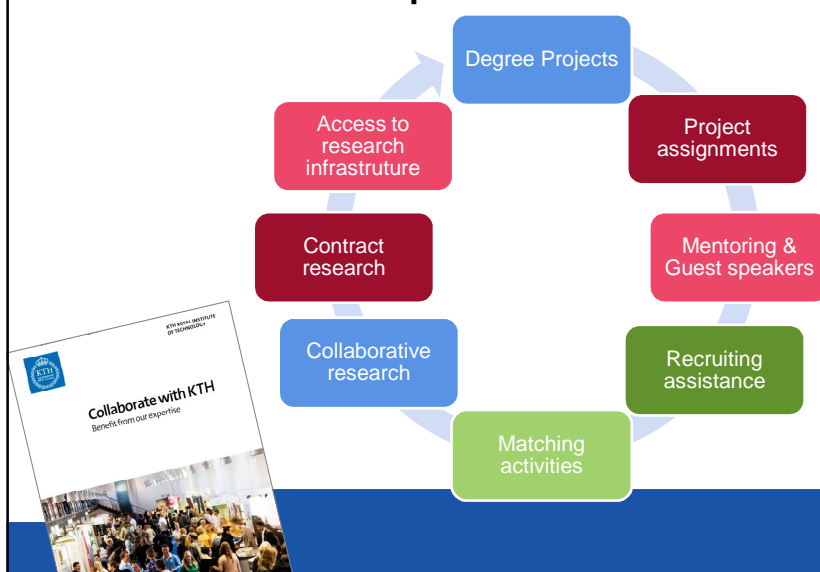 Degree Projects
Project
assignments
Mentoring &
Guest speakers
Recruiting
assistance
Matching
activities
Collaborative
research
Contract
research
Access to
research
infrastruture
KTH ROYAL INSTITUTE
OF TECHNOLOGY
KTH
Collaborate with KTH
Benefit from our expertise